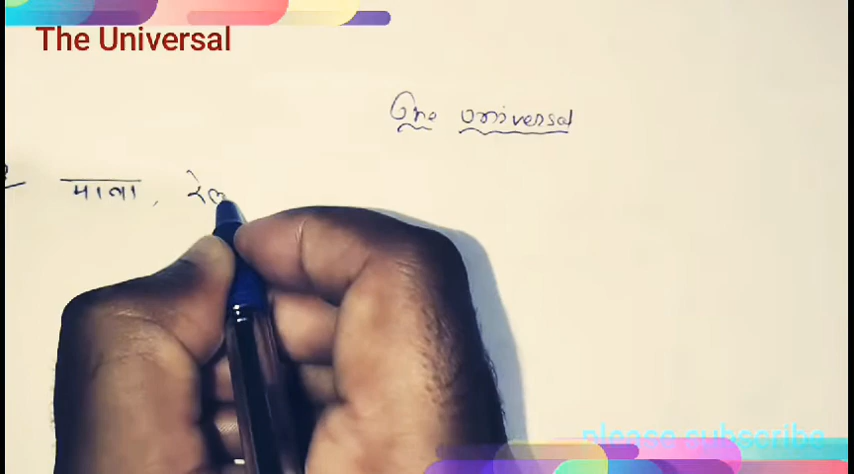 The Universal
The universal
माला, रेल
please subscribe